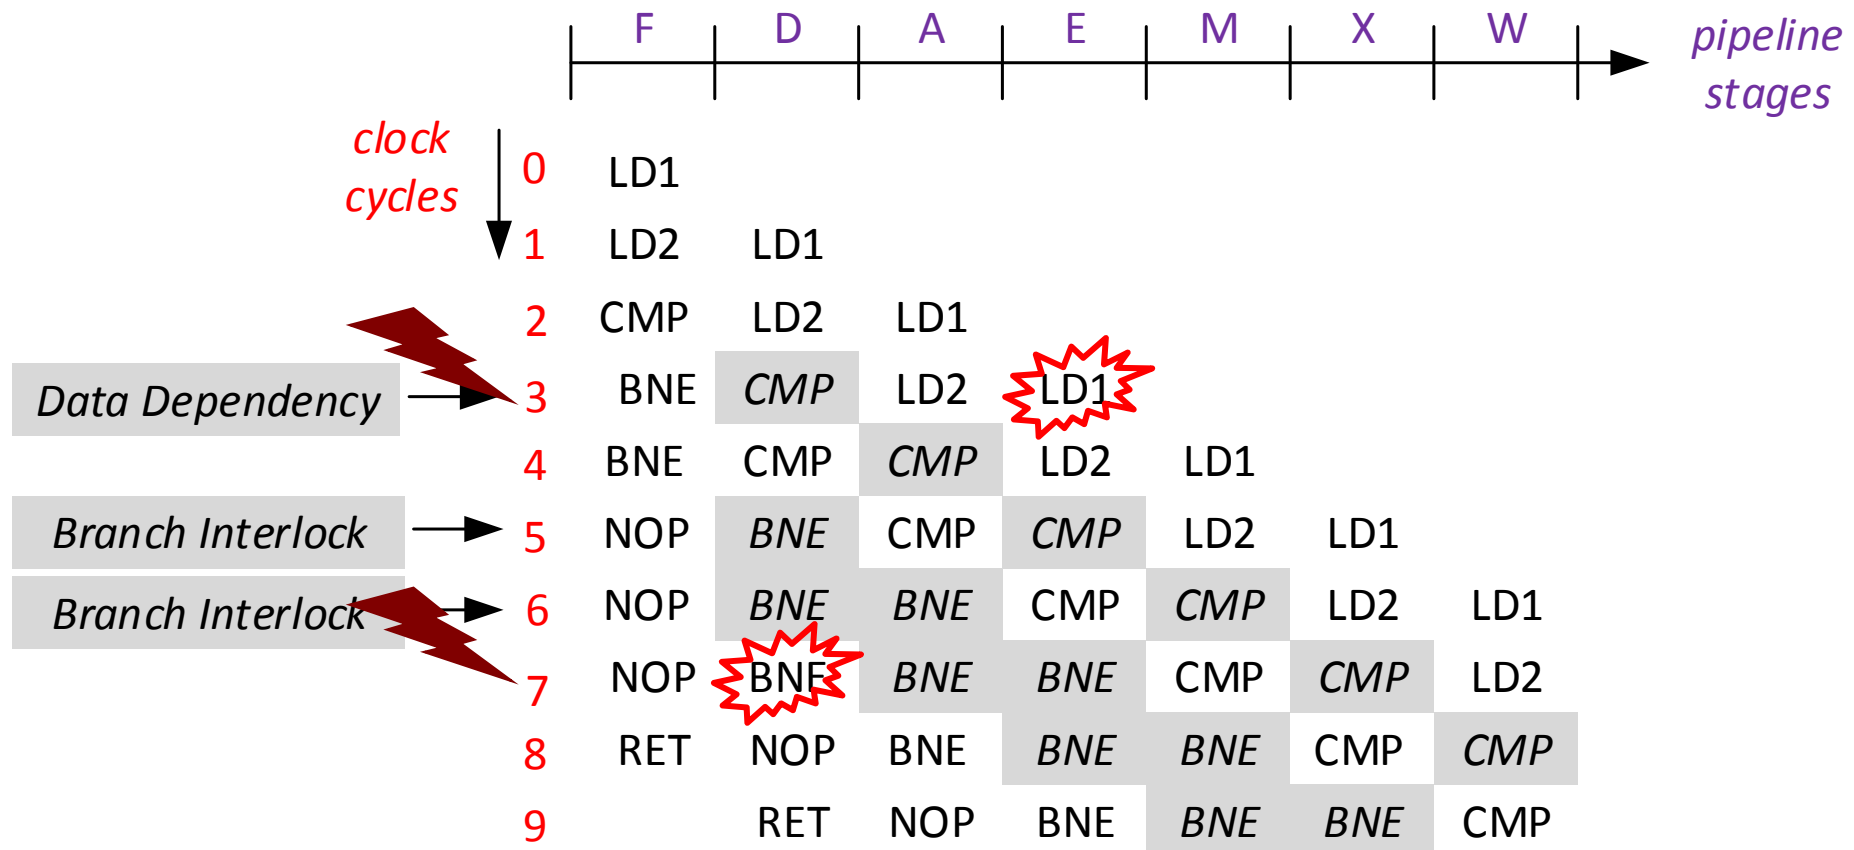 F D A E M X W pipeline
stages
clock
cycles
0 LD1
1 LD2 LD1
2 CMP LD2 LD1
Data Dependency 3 BNE CMP LD2 LD1
4 BNE CMP CMP LD2 LD1
Branch Interlock 5 NOP BNE CMP CMP LD2 LD1
Branch Interlock 6 NOP BNE BNE CMP CMP LD2 LD1
7 NOP BNE BNE BNE CMP CMP LD2
8 RET NOP BNE BNE BNE CMP CMP
9 RET NOP BNE BNE BNE CMP